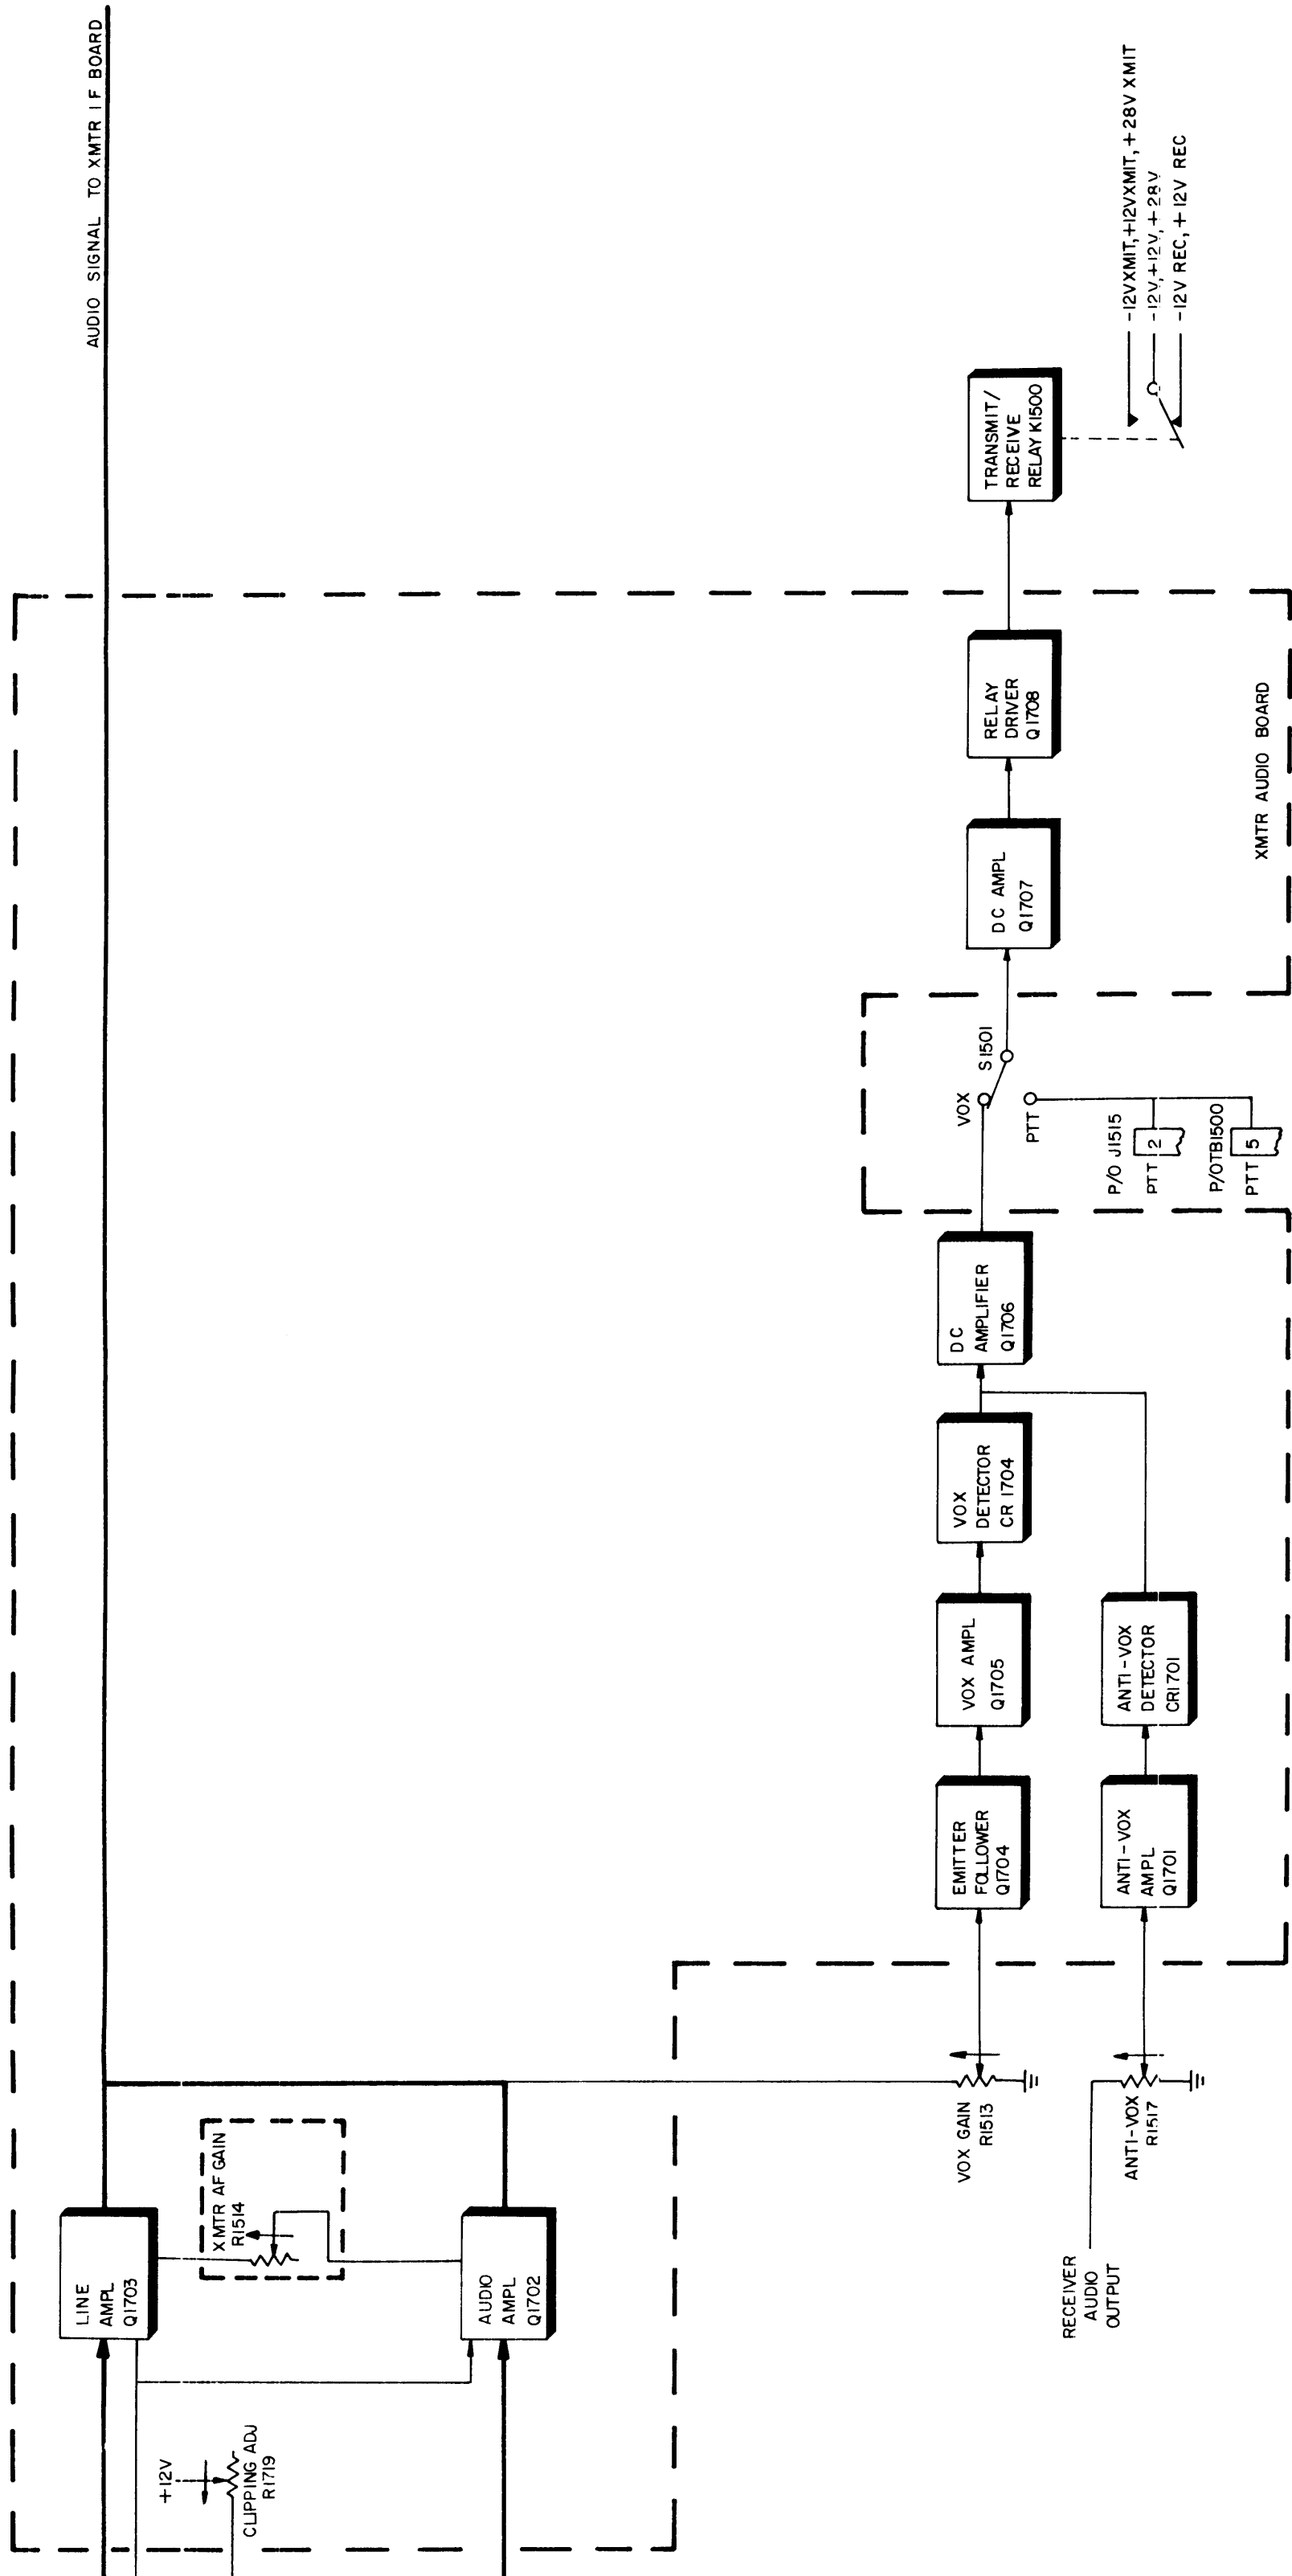 AUDIO SIGNAL TO XMTR IF BOARD
LINE
AMPL
Q1703
XMTR AF GAIN
R1514
+12V
CLIPPING ADJ
R1719
AUDIO
AMPL
Q1702
VOX GAIN
R1513
EMITTER
FOLLOWER
Q1704
VOX AMPL
Q1705
VOX
DETECTOR
CR 1704
DC
AMPLIFIER
Q1706
VOX
S1501
PTT
P/O J1515
PTT 2
P/O TB1500
PTT 5
DC AMPL
Q1707
RELAY
DRIVER
Q1708
TRANSMIT/
RECEIVE
RELAY K1500
-12VXMIT,+12VXMIT,+28V XMIT
-12V,+12V,+28V
-12V REC,+12V REC
RECEIVER
AUDIO
OUTPUT
ANTI-VOX
R1517
ANTI-VOX
AMPL
Q1701
ANTI-VOX
DETECTOR
CR1701
XMTR AUDIO BOARD